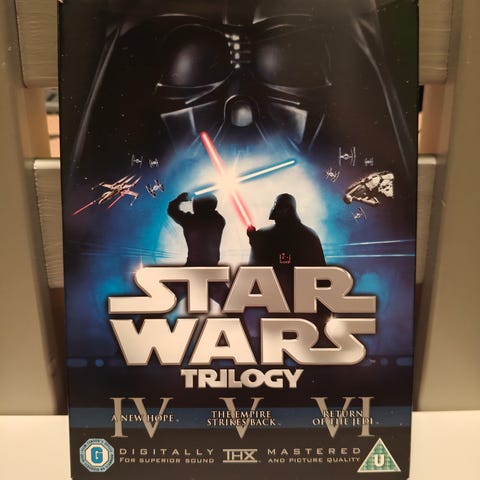 STAR
WARS
TRILOGY
IV
A NEW HOPE
V
THE EMPIRE
STRIKES BACK
VI
RETURN
OF THE JEDI
G
DIGITALLY THX MASTERED
FOR SUPERIOR SOUND AND PICTURE QUALITY
U